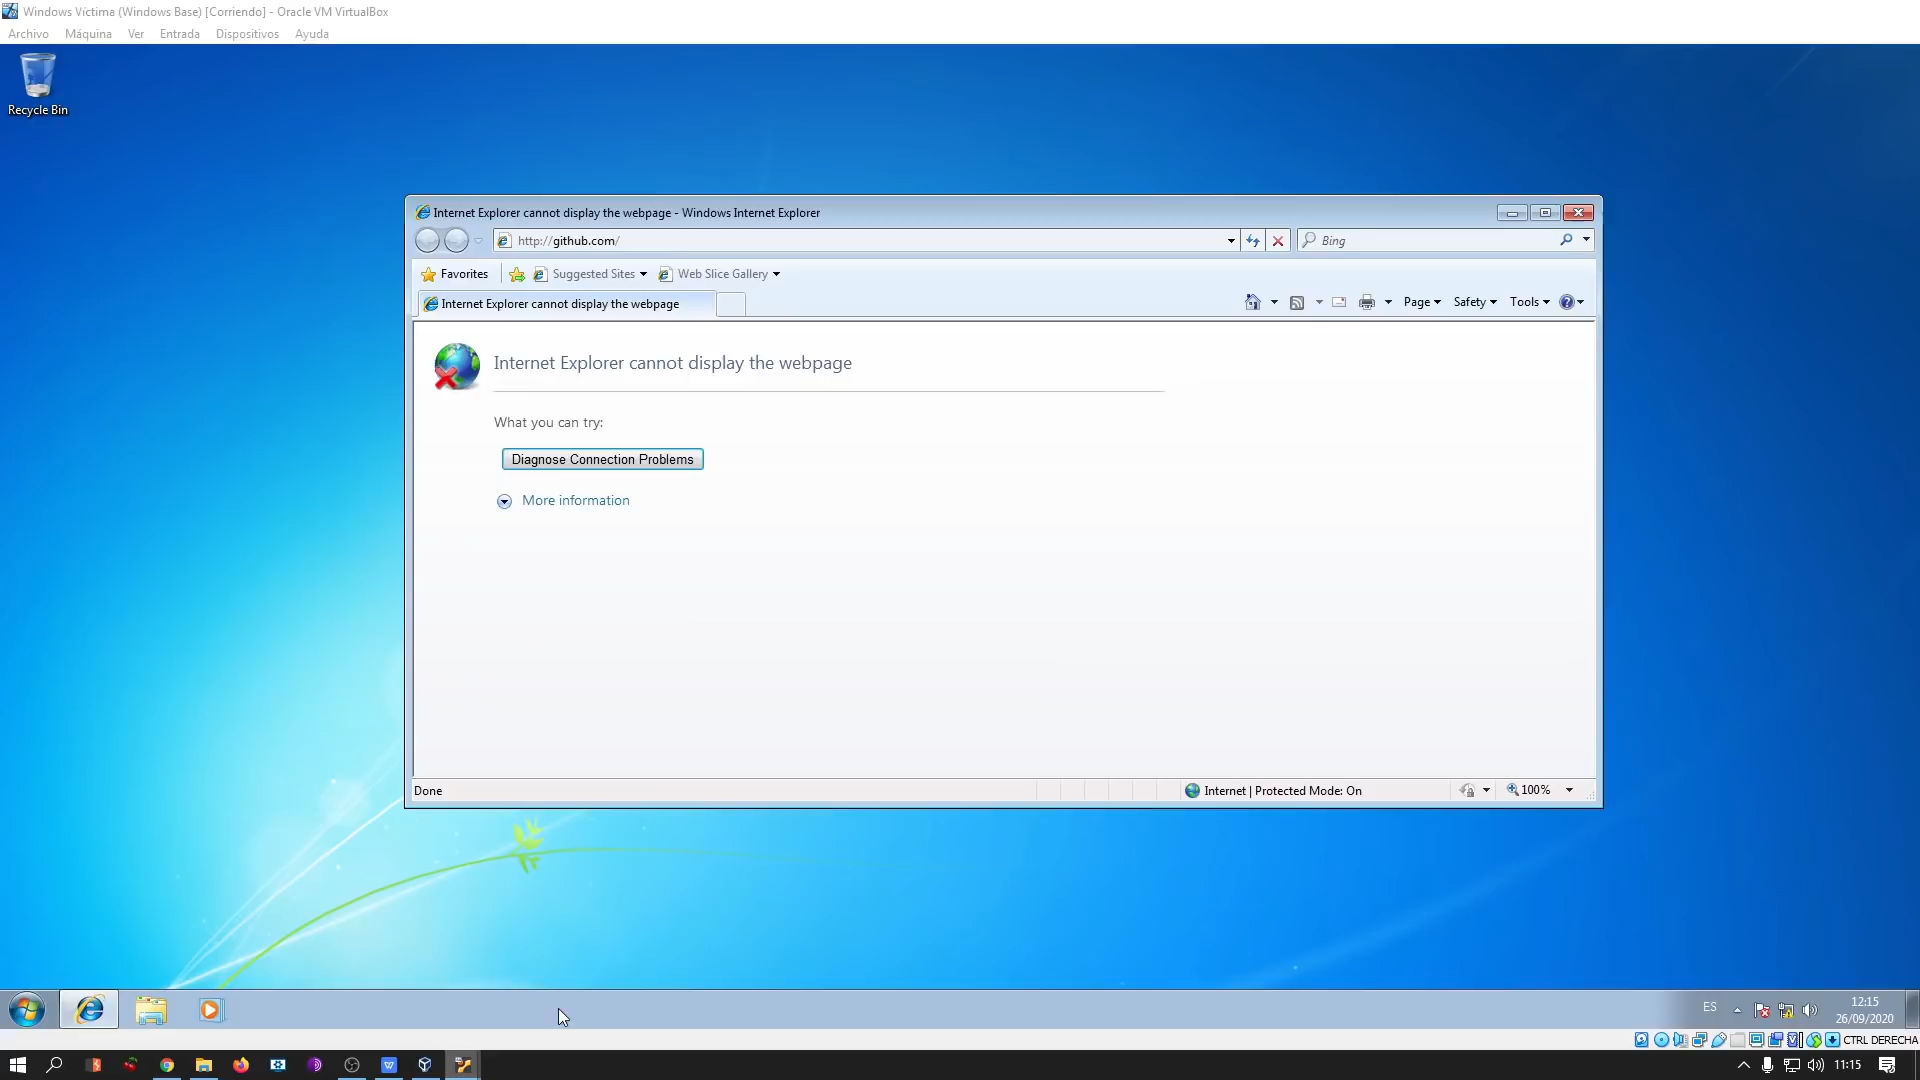 Windows Víctima (Windows Base) [Corriendo] - Oracle VM VirtualBox
Archivo Máquina Ver Entrada Dispositivos Ayuda
Recycle Bin
Internet Explorer cannot display the webpage - Windows Internet Explorer
http://github.com/
Bing
Favorites Suggested Sites Web Slice Gallery
Internet Explorer cannot display the webpage
Page Safety Tools
Internet Explorer cannot display the webpage
What you can try:
Diagnose Connection Problems
More information
Done
Internet | Protected Mode: On
100%
ES
12:15
26/09/2020
CTRL DERECHA
11:15